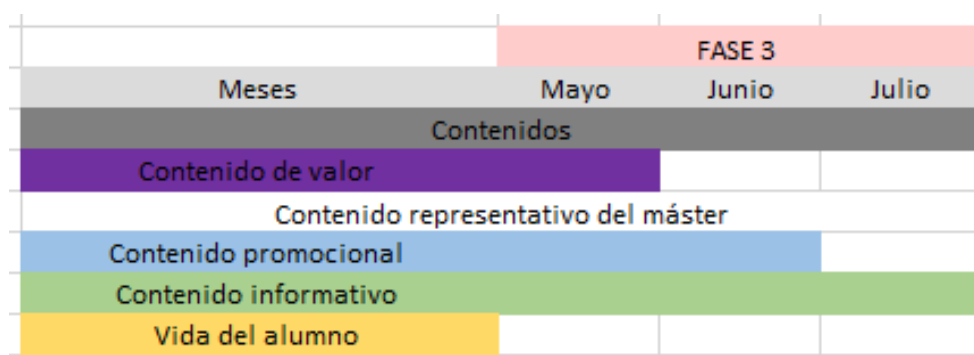 FASE 3
Meses Mayo Junio Julio
Contenidos
Contenido de valor
Contenido representativo del máster
Contenido promocional
Contenido informativo
Vida del alumno